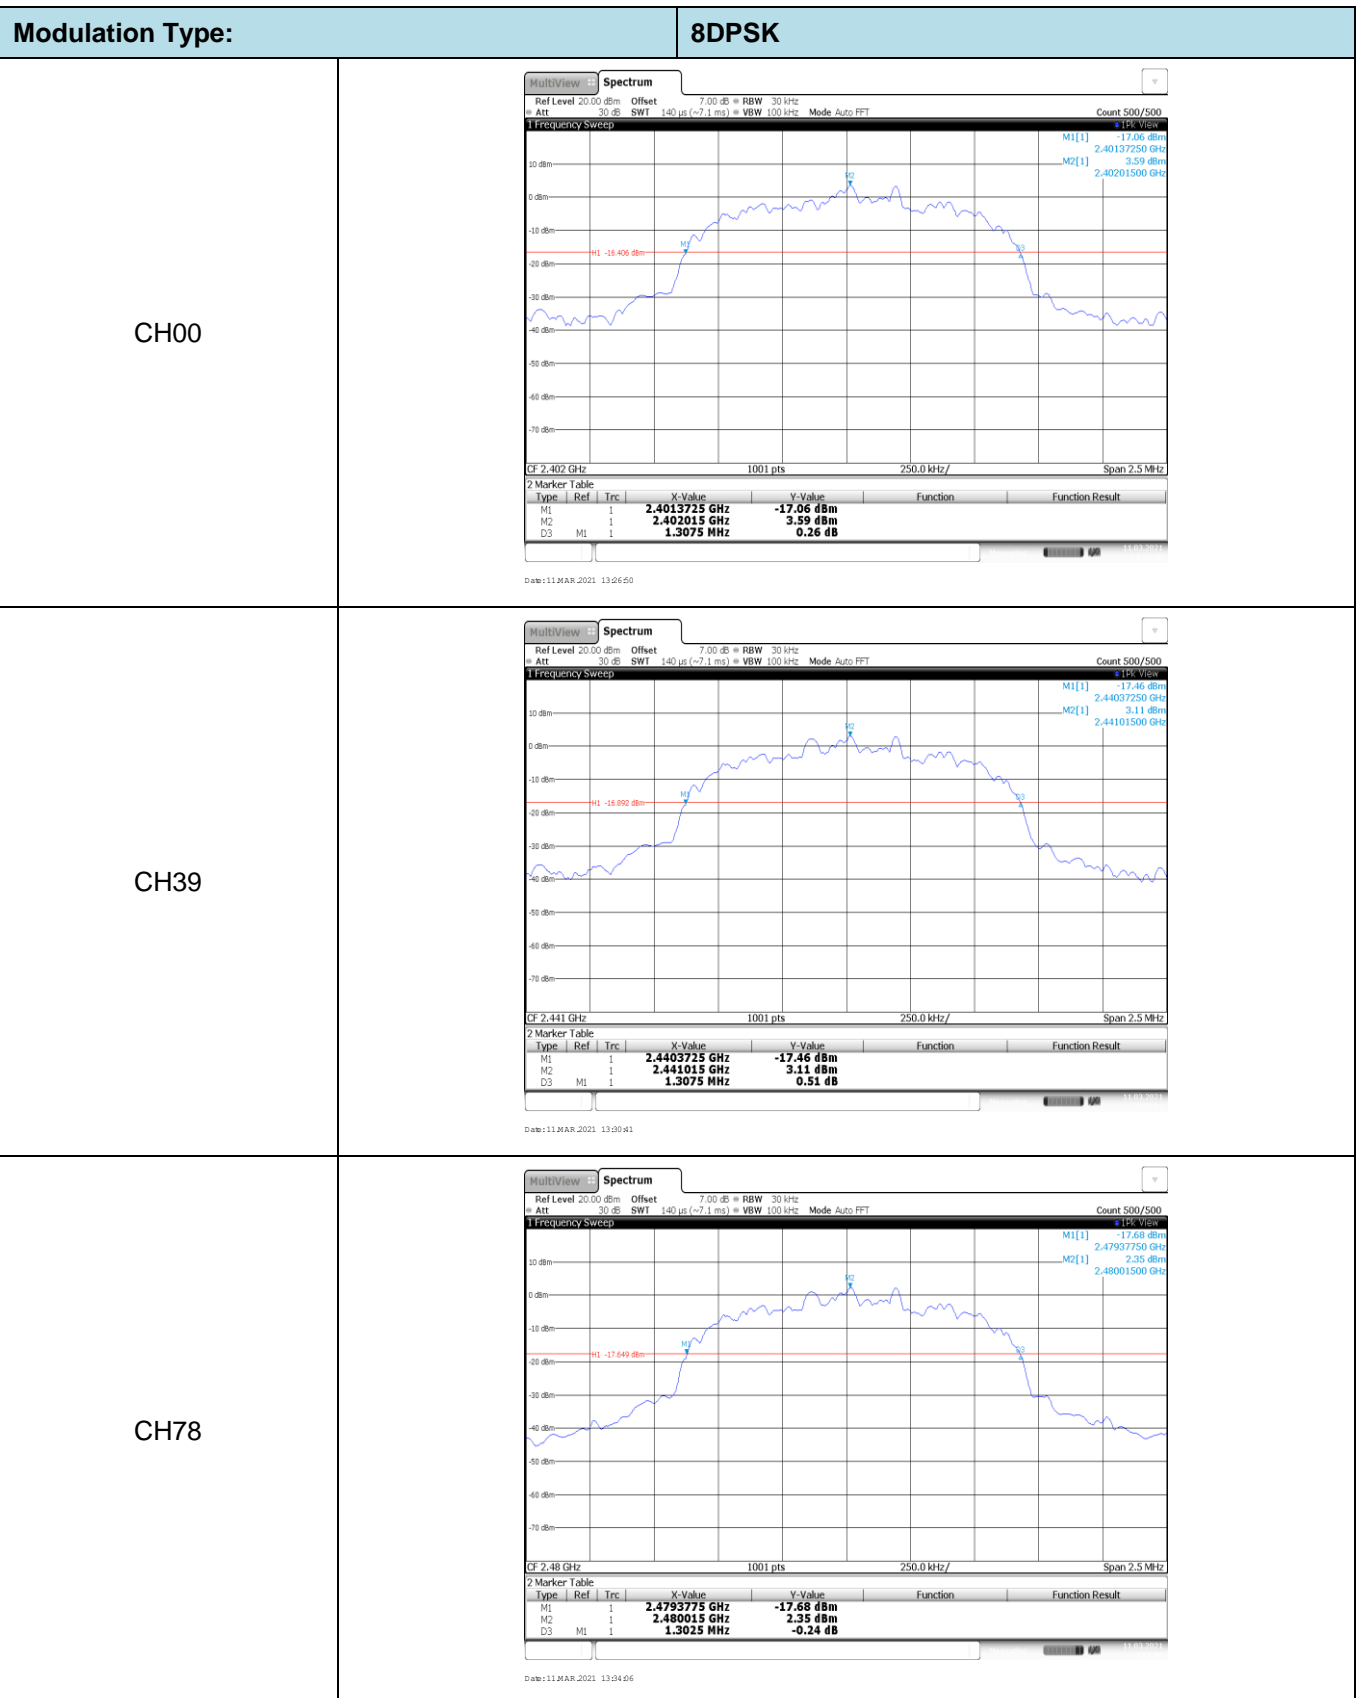 Modulation Type: 8DPSK
CH00
MultiView Spectrum
Ref Level 20.00 dBm Offset 7.00 dB RBW 30 kHz
Att 30 dB SWT 140 µs (~7.1 ms) VBW 100 kHz Mode Auto FFT Count 500/500
1 Frequency Sweep 1Pk View
M1[1] -17.06 dBm
2.40137250 GHz
10 dBm M2[1] 3.59 dBm
2.40201500 GHz
M2
0 dBm
-10 dBm
M1 D3
H1 -16.406 dBm
-20 dBm
-30 dBm
-40 dBm
-50 dBm
-60 dBm
-70 dBm
CF 2.402 GHz 1001 pts 250.0 kHz/ Span 2.5 MHz
2 Marker Table
Type Ref Trc X-Value Y-Value Function Function Result
M1 1 2.4013725 GHz -17.06 dBm
M2 1 2.402015 GHz 3.59 dBm
D3 M1 1 1.3075 MHz 0.26 dB
11.03.2021
Date: 11.MAR.2021 13:26:50
CH39
MultiView Spectrum
Ref Level 20.00 dBm Offset 7.00 dB RBW 30 kHz
Att 30 dB SWT 140 µs (~7.1 ms) VBW 100 kHz Mode Auto FFT Count 500/500
1 Frequency Sweep 1Pk View
M1[1] -17.46 dBm
2.44037250 GHz
10 dBm M2[1] 3.11 dBm
2.44101500 GHz
M2
0 dBm
-10 dBm
M1 D3
H1 -16.892 dBm
-20 dBm
-30 dBm
-40 dBm
-50 dBm
-60 dBm
-70 dBm
CF 2.441 GHz 1001 pts 250.0 kHz/ Span 2.5 MHz
2 Marker Table
Type Ref Trc X-Value Y-Value Function Function Result
M1 1 2.4403725 GHz -17.46 dBm
M2 1 2.441015 GHz 3.11 dBm
D3 M1 1 1.3075 MHz 0.51 dB
11.03.2021
Date: 11.MAR.2021 13:30:41
CH78
MultiView Spectrum
Ref Level 20.00 dBm Offset 7.00 dB RBW 30 kHz
Att 30 dB SWT 140 µs (~7.1 ms) VBW 100 kHz Mode Auto FFT Count 500/500
1 Frequency Sweep 1Pk View
M1[1] -17.68 dBm
2.47937750 GHz
10 dBm M2[1] 2.35 dBm
2.48001500 GHz
M2
0 dBm
-10 dBm
M1 D3
H1 -17.649 dBm
-20 dBm
-30 dBm
-40 dBm
-50 dBm
-60 dBm
-70 dBm
CF 2.48 GHz 1001 pts 250.0 kHz/ Span 2.5 MHz
2 Marker Table
Type Ref Trc X-Value Y-Value Function Function Result
M1 1 2.4793775 GHz -17.68 dBm
M2 1 2.480015 GHz 2.35 dBm
D3 M1 1 1.3025 MHz -0.24 dB
11.03.2021
Date: 11.MAR.2021 13:34:06